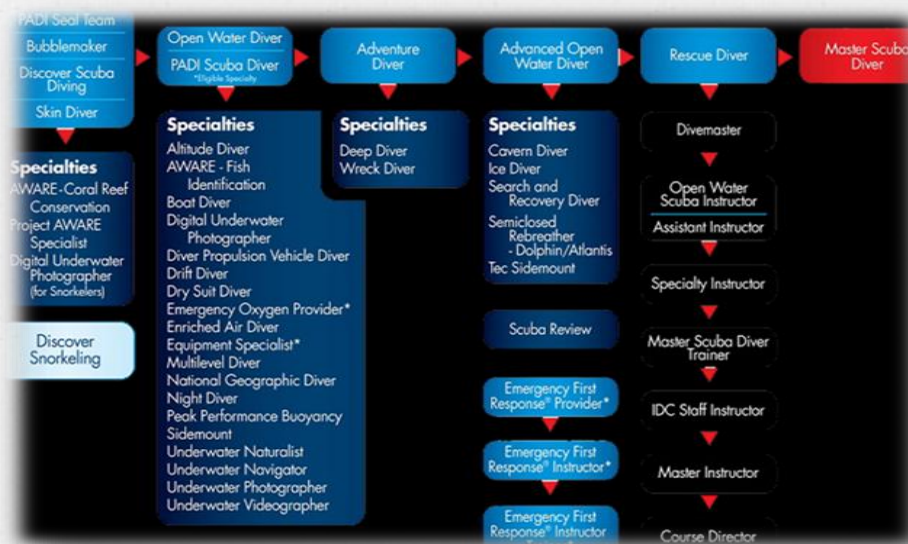 PADI Seal Team
Bubblemaker
Discover Scuba
Diving
Skin Diver
Specialties
AWARE-Coral Reef
Conservation
Project AWARE
Specialist
Digital Underwater
Photographer
(for Snorkelers)
Discover
Snorkeling
Open Water Diver
PADI Scuba Diver
*Eligible Specialty
Specialties
Altitude Diver
AWARE - Fish
Identification
Boat Diver
Digital Underwater
Photographer
Diver Propulsion Vehicle Diver
Drift Diver
Dry Suit Diver
Emergency Oxygen Provider*
Enriched Air Diver
Equipment Specialist*
Multilevel Diver
National Geographic Diver
Night Diver
Peak Performance Buoyancy
Sidemount
Underwater Naturalist
Underwater Navigator
Underwater Photographer
Underwater Videographer
Adventure
Diver
Specialties
Deep Diver
Wreck Diver
Advanced Open
Water Diver
Specialties
Cavern Diver
Ice Diver
Search and
Recovery Diver
Semiclosed
Rebreather
- Dolphin/Atlantis
Tec Sidemount
Scuba Review
Emergency First
Response® Provider*
Emergency First
Response® Instructor*
Emergency First
Response® Instructor
Rescue Diver
Divemaster
Open Water
Scuba Instructor
Assistant Instructor
Specialty Instructor
Master Scuba Diver
Trainer
IDC Staff Instructor
Master Instructor
Course Director
Master Scuba
Diver